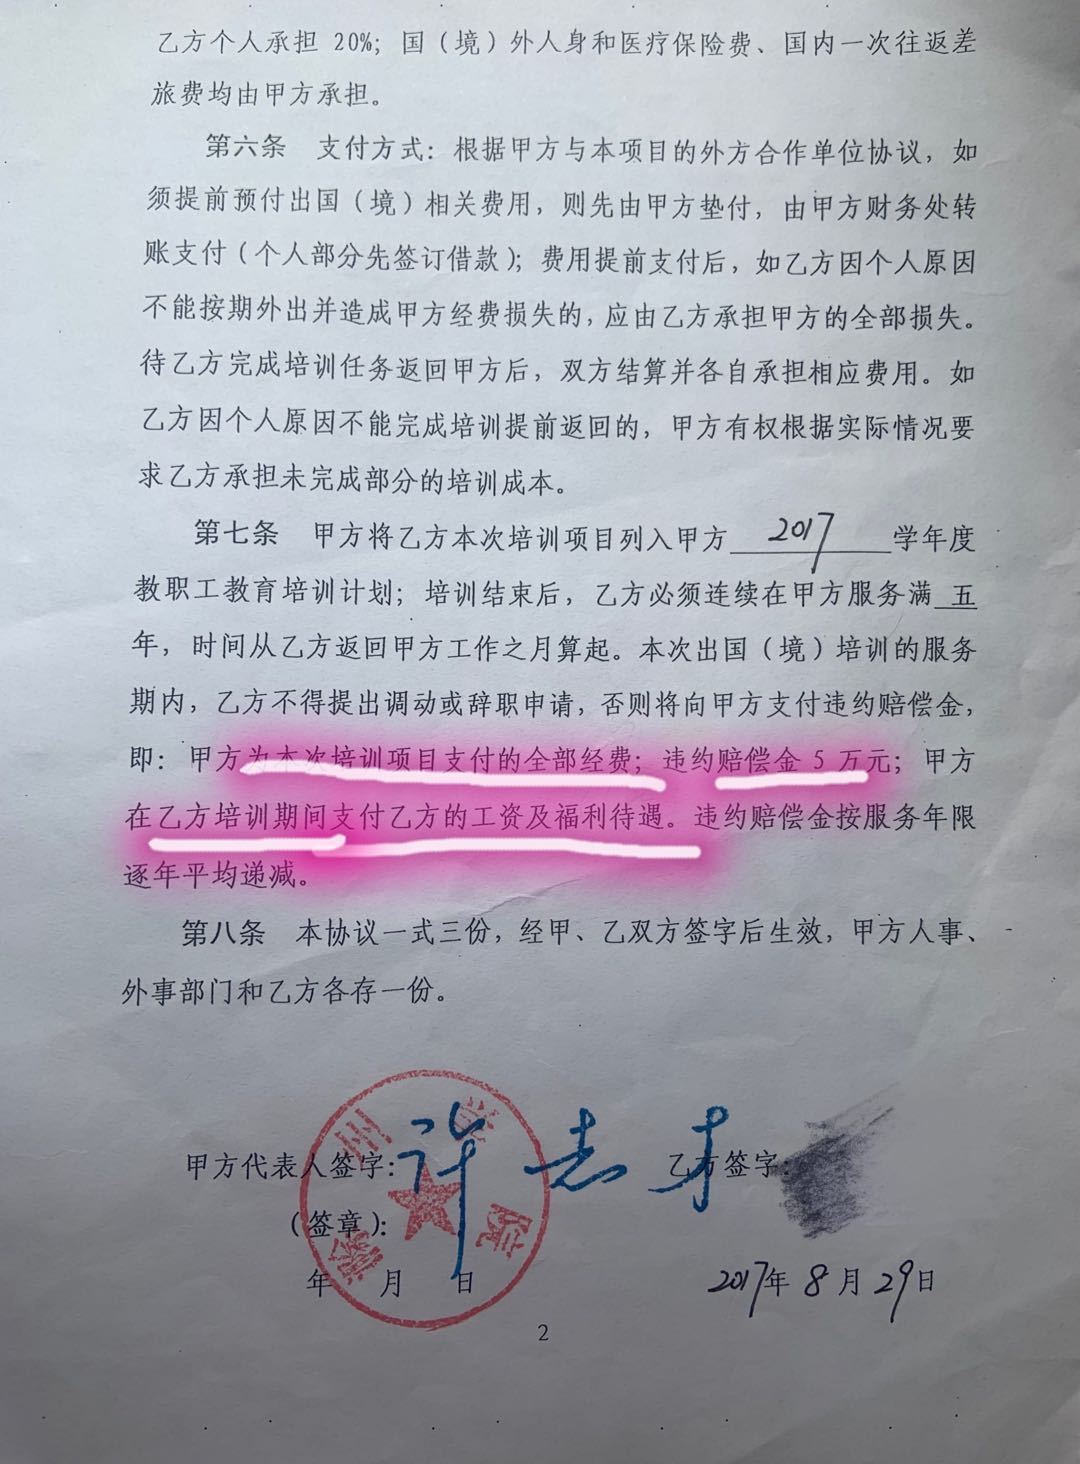 乙方个人承担 20%；国（境）外人身和医疗保险费、国内一次往返差
旅费均由甲方承担。
第六条 支付方式：根据甲方与本项目的外方合作单位协议，如
须提前预付出国（境）相关费用，则先由甲方垫付，由甲方财务处转
账支付（个人部分先签订借款）；费用提前支付后，如乙方因个人原因
不能按期外出并造成甲方经费损失的，应由乙方承担甲方的全部损失。
待乙方完成培训任务返回甲方后，双方结算并各自承担相应费用。如
乙方因个人原因不能完成培训提前返回的，甲方有权根据实际情况要
求乙方承担未完成部分的培训成本。
第七条 甲方将乙方本次培训项目列入甲方 2017 学年度
教职工教育培训计划；培训结束后，乙方必须连续在甲方服务满 五
年，时间从乙方返回甲方工作之月算起。本次出国（境）培训的服务
期内，乙方不得提出调动或辞职申请，否则将向甲方支付违约赔偿金，
即：甲方为本次培训项目支付的全部经费；违约赔偿金 5 万元；甲方
在乙方培训期间支付乙方的工资及福利待遇。违约赔偿金按服务年限
逐年平均递减。
第八条 本协议一式三份，经甲、乙双方签字后生效，甲方人事、
外事部门和乙方各存一份。
甲方代表人签字：许志才 乙方签字：
（签章）：
州 院
年 月 日 2017年 8 月 29日
2